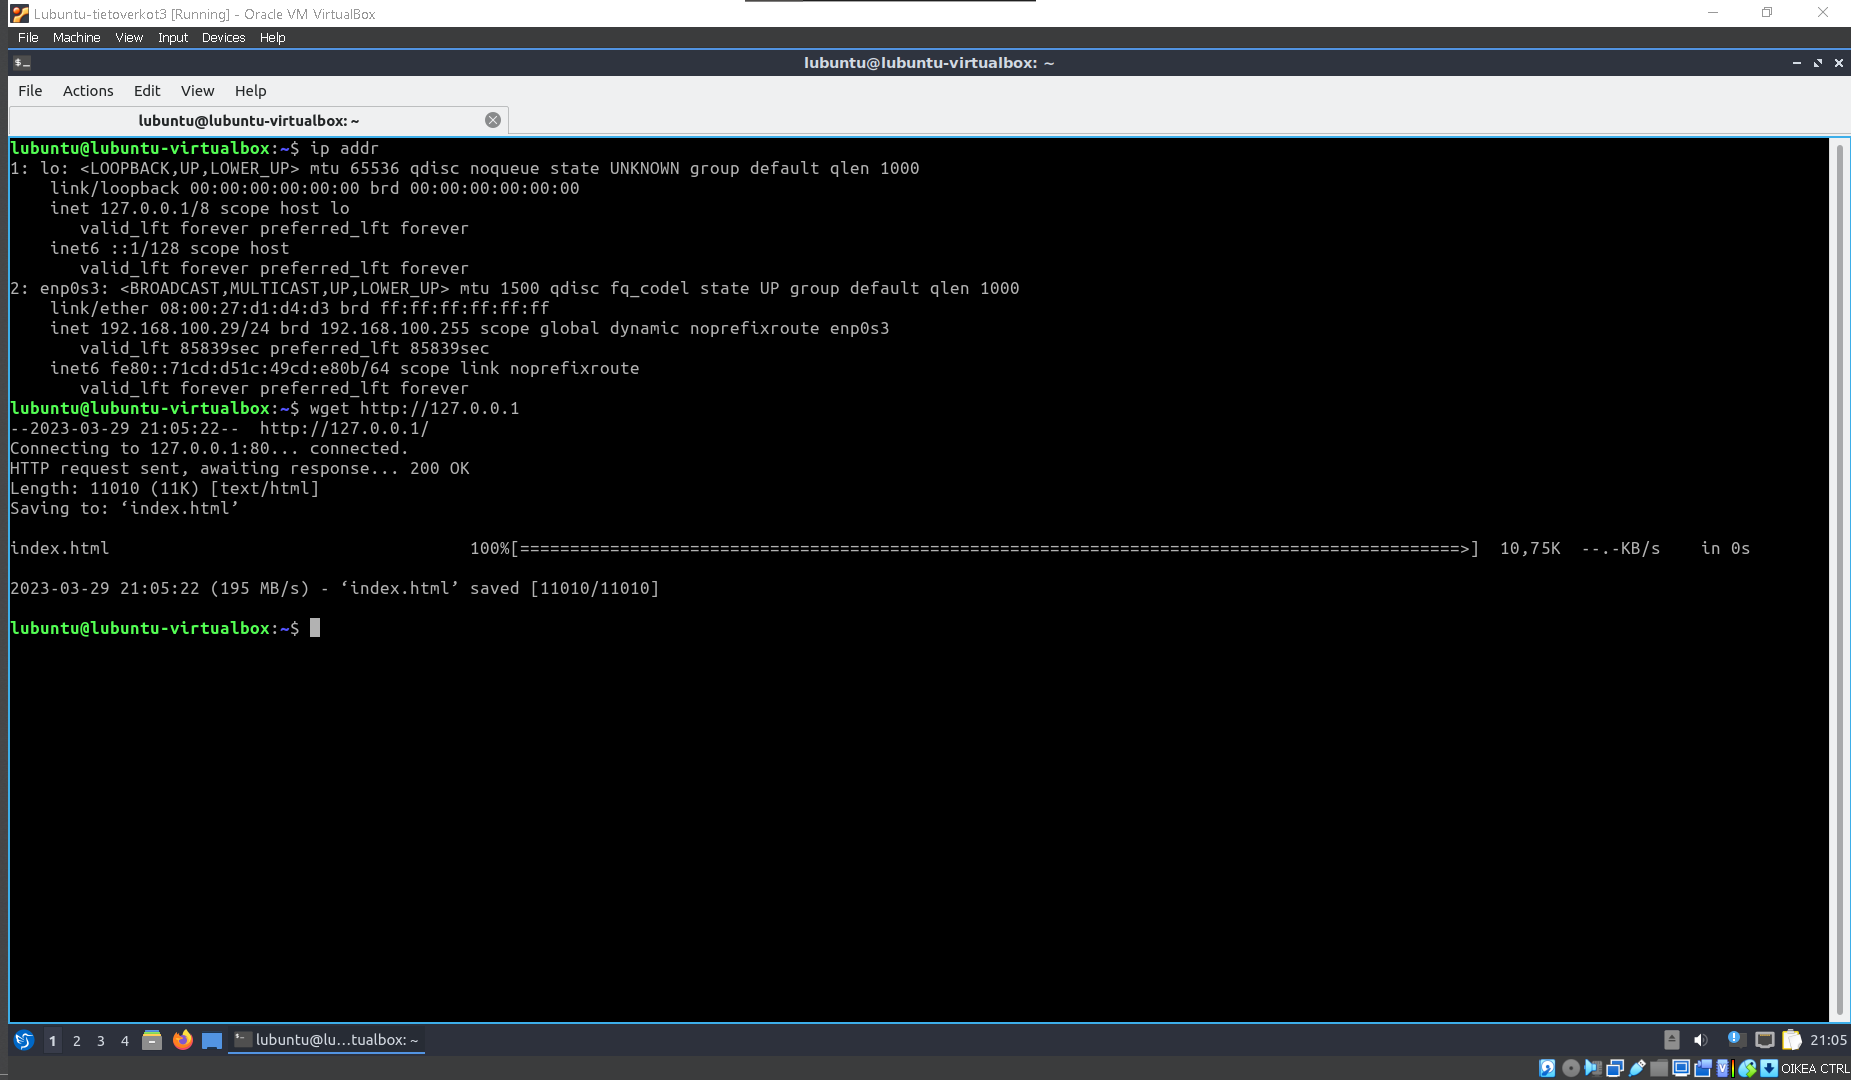 Lubuntu-tietoverkot3 [Running] - Oracle VM VirtualBox
File Machine View Input Devices Help
lubuntu@lubuntu-virtualbox: ~
File Actions Edit View Help
lubuntu@lubuntu-virtualbox: ~
lubuntu@lubuntu-virtualbox:~$ ip addr
1: lo: <LOOPBACK,UP,LOWER_UP> mtu 65536 qdisc noqueue state UNKNOWN group default qlen 1000
    link/loopback 00:00:00:00:00:00 brd 00:00:00:00:00:00
    inet 127.0.0.1/8 scope host lo
       valid_lft forever preferred_lft forever
    inet6 ::1/128 scope host
       valid_lft forever preferred_lft forever
2: enp0s3: <BROADCAST,MULTICAST,UP,LOWER_UP> mtu 1500 qdisc fq_codel state UP group default qlen 1000
    link/ether 08:00:27:d1:d4:d3 brd ff:ff:ff:ff:ff:ff
    inet 192.168.100.29/24 brd 192.168.100.255 scope global dynamic noprefixroute enp0s3
       valid_lft 85839sec preferred_lft 85839sec
    inet6 fe80::71cd:d51c:49cd:e80b/64 scope link noprefixroute
       valid_lft forever preferred_lft forever
lubuntu@lubuntu-virtualbox:~$ wget http://127.0.0.1
--2023-03-29 21:05:22--  http://127.0.0.1/
Connecting to 127.0.0.1:80... connected.
HTTP request sent, awaiting response... 200 OK
Length: 11010 (11K) [text/html]
Saving to: ‘index.html’
index.html 100%[==============================================================================================>] 10,75K --.-KB/s in 0s
2023-03-29 21:05:22 (195 MB/s) - ‘index.html’ saved [11010/11010]
lubuntu@lubuntu-virtualbox:~$
1 2 3 4 lubuntu@lu…tualbox: ~ 21:05
OIKEA CTRL